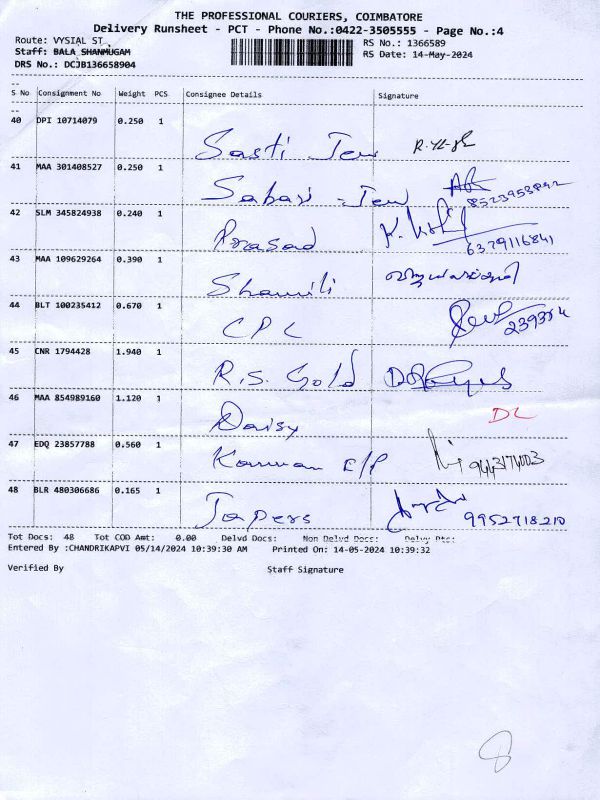 THE PROFESSIONAL COURIERS, COIMBATORE
Delivery Runsheet - PCT - Phone No.:0422-3505555 - Page No.:4
Route: VYSIAL ST
RS No.: 1366589
Staff: BALA SHANMUGAM
RS Date: 14-May-2024
DRS No.: DCJB136658904
S No Consignment No Weight PCS Consignee Details Signature
40 DPI 10714079 0.250 1
Sasti Jew
41 MAA 301408527 0.250 1
Sabari Jew
8523953892
42 SLM 345824938 0.240 1
Prasad K.
6379116841
43 MAA 109629264 0.390 1
Shamili
44 BLT 100235412 0.670 1
CPC 239354
45 CNR 1794428 1.940 1
R.S. Gold
46 MAA 854989160 1.120 1
Daisy DL
47 EDQ 23857788 0.560 1
Kannan E/P 9443174003
48 BLR 480306686 0.165 1
Tapers 9952718210
Tot Docs: 48 Tot COD Amt: 0.00 Delvd Docs: Non Delvd Docs: Delvy Pts:
Entered By :CHANDRIKAPVI 05/14/2024 10:39:30 AM Printed On: 14-05-2024 10:39:32
Verified By Staff Signature